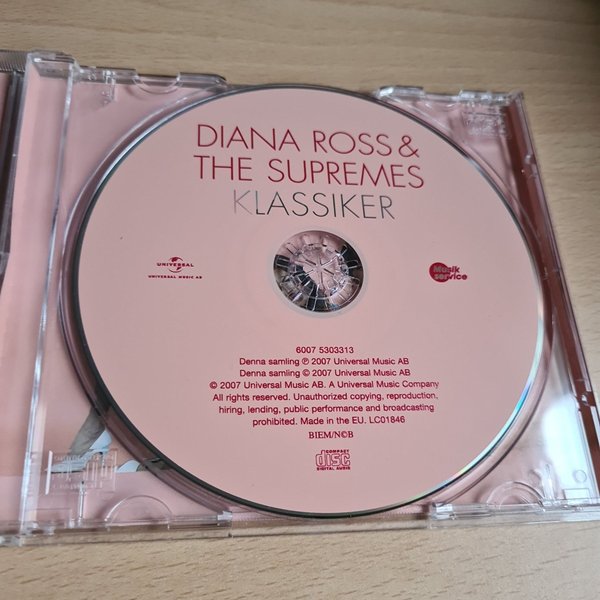 DIANA ROSS &
THE SUPREMES
KLASSIKER
UNIVERSAL
UNIVERSAL MUSIC AB
Musik
service
6007 5303313
Denna samling ℗ 2007 Universal Music AB
Denna samling © 2007 Universal Music AB
© 2007 Universal Music AB. A Universal Music Company
All rights reserved. Unauthorized copying, reproduction,
hiring, lending, public performance and broadcasting
prohibited. Made in the EU. LC01846
BIEM/N©B
COMPACT
disc
DIGITAL AUDIO